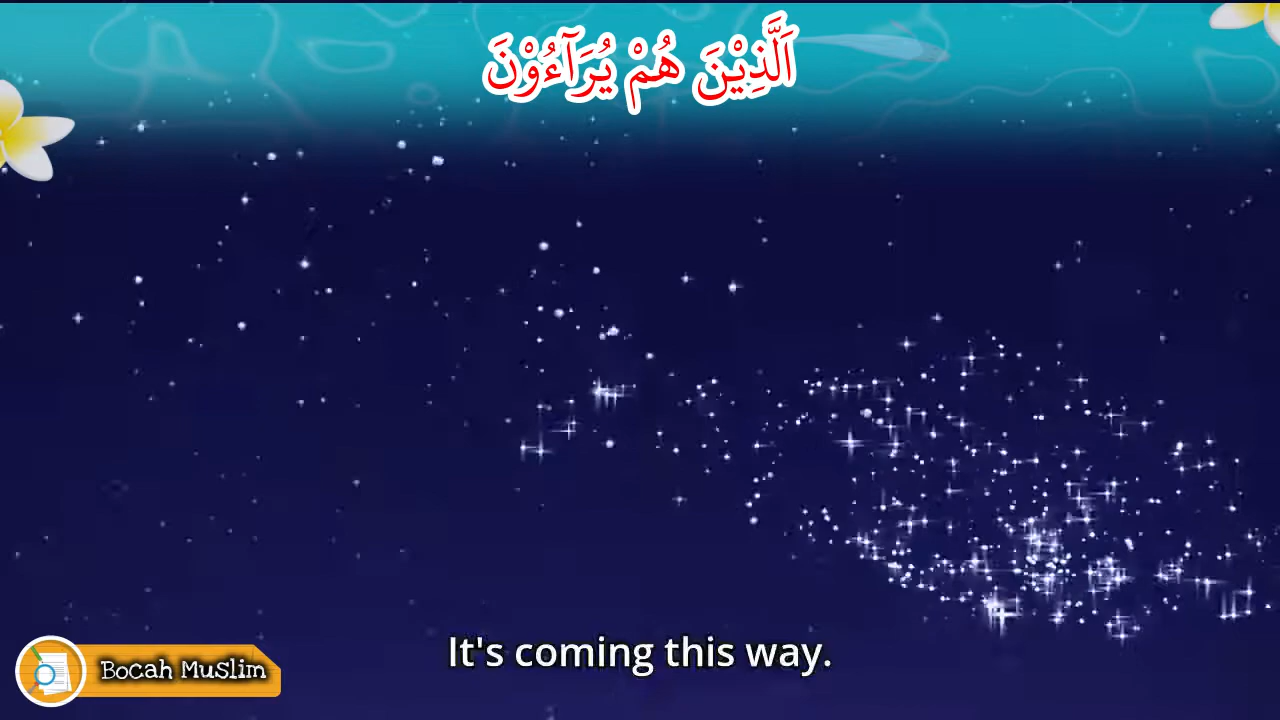 اَلَّذِيْنَ هُمْ يُرَآءُوْنَ
It's coming this way.
Bocah Muslim